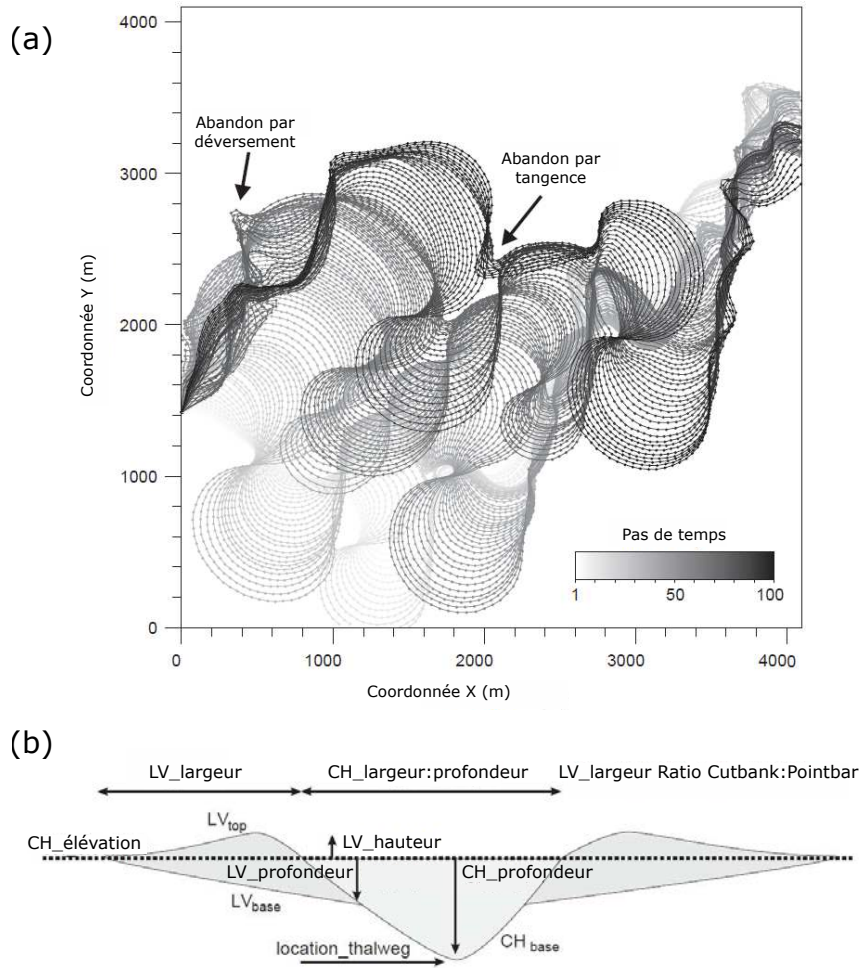 (a)
4000
3000
2000
1000
0
Coordonnée Y (m)
Abandon par
déversement
Abandon par
tangence
Pas de temps
1 50 100
0 1000 2000 3000 4000
Coordonnée X (m)
(b)
LV_largeur CH_largeur:profondeur LV_largeur Ratio Cutbank:Pointbar
LVtop
CH_élévation LV_hauteur
LV_profondeur CH_profondeur
LVbase
CH base
location_thalweg